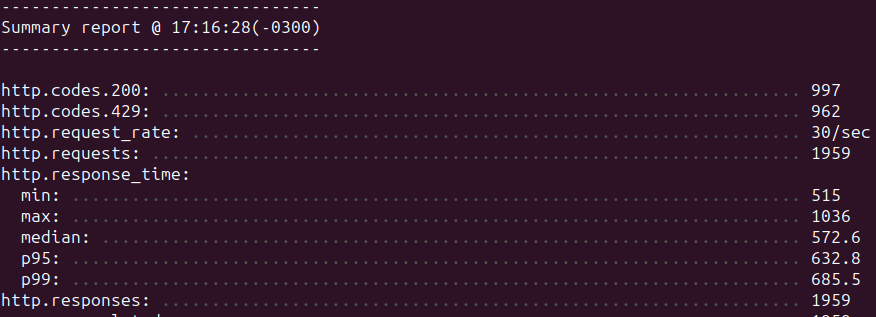 --------------------------------
Summary report @ 17:16:28(-0300)
--------------------------------
http.codes.200: ................................................................ 997
http.codes.429: ................................................................ 962
http.request_rate: ............................................................. 30/sec
http.requests: ................................................................. 1959
http.response_time:
min: ......................................................................... 515
max: ......................................................................... 1036
median: ...................................................................... 572.6
p95: ......................................................................... 632.8
p99: ......................................................................... 685.5
http.responses: ................................................................ 1959